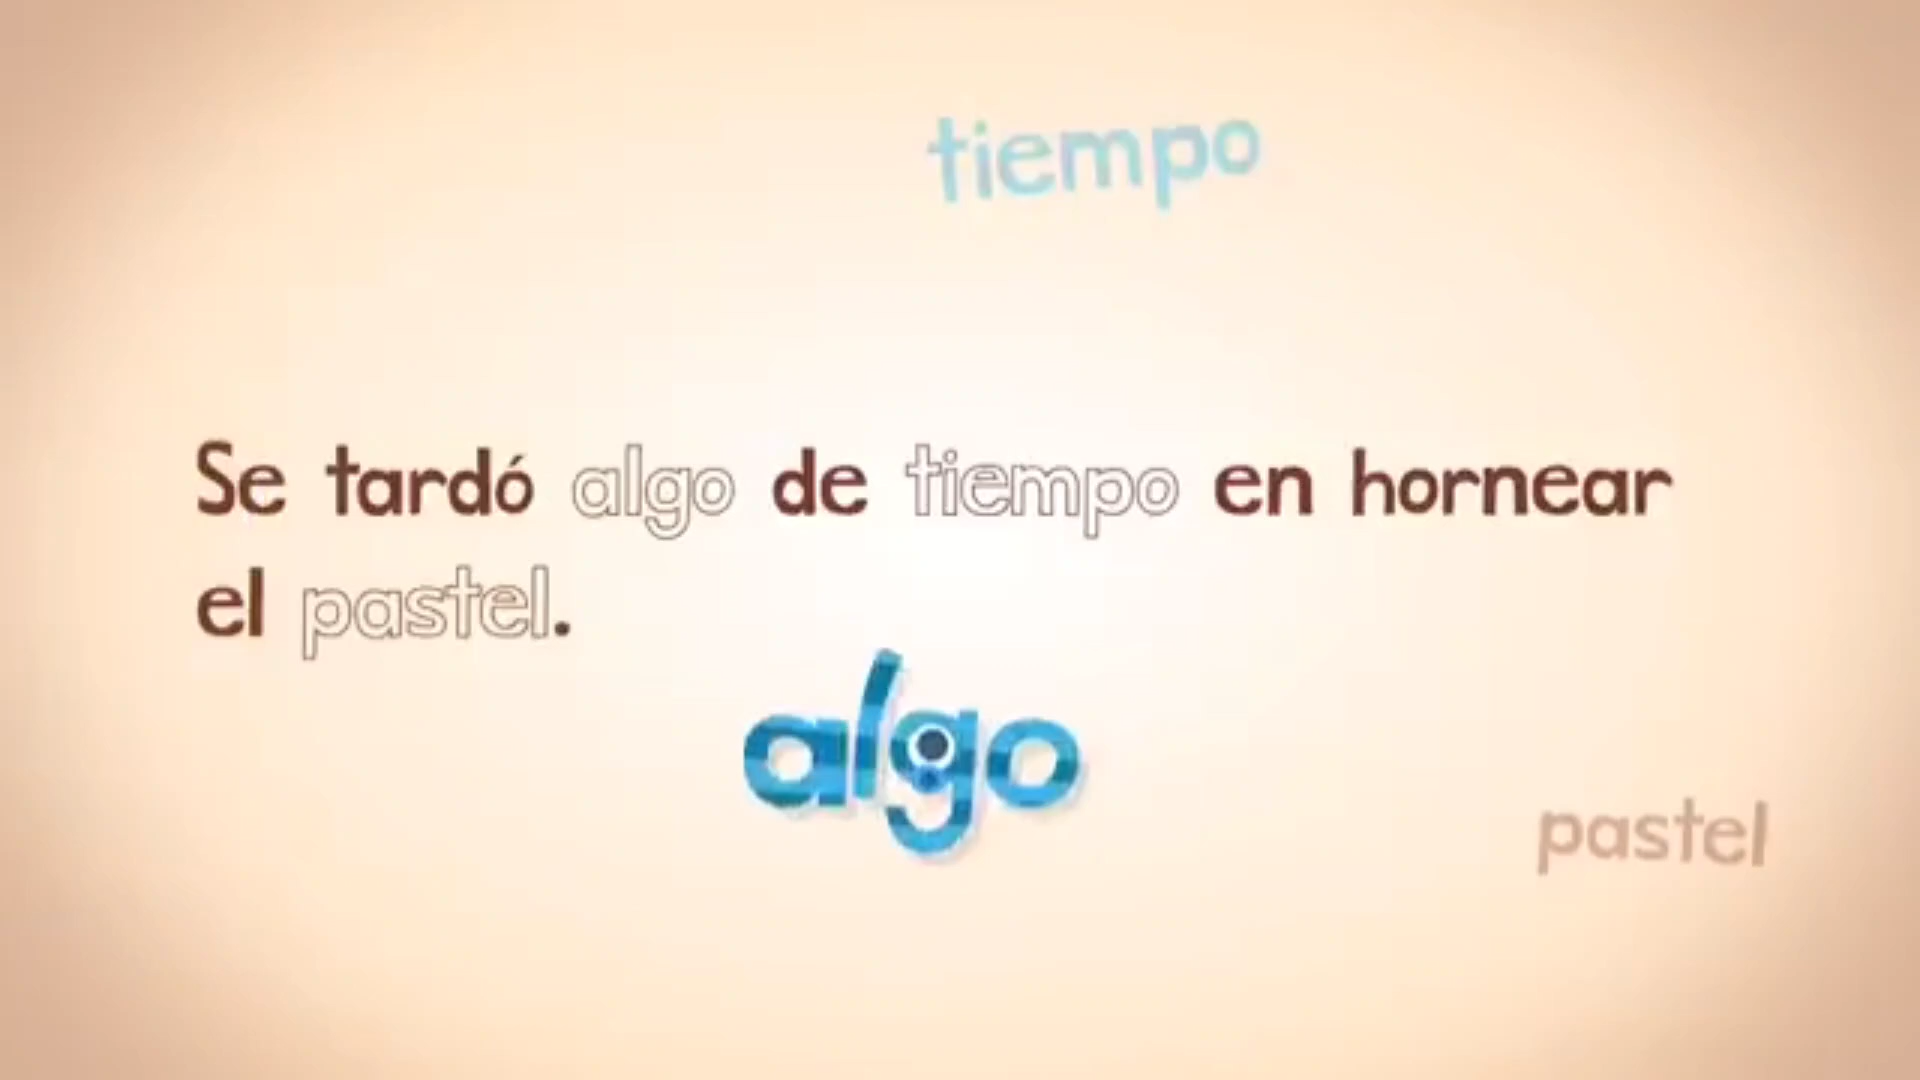 tiempo
Se tardó algo de tiempo en hornear
el pastel.
algo
pastel